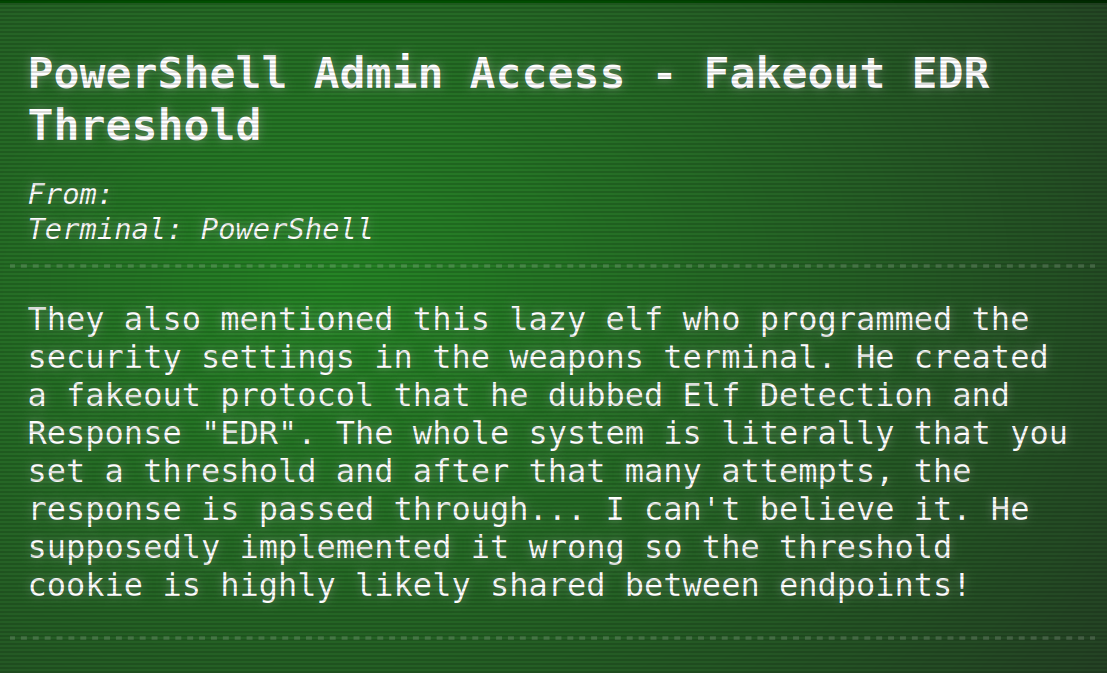 PowerShell Admin Access - Fakeout EDR
Threshold
From:
Terminal: PowerShell
They also mentioned this lazy elf who programmed the
security settings in the weapons terminal. He created
a fakeout protocol that he dubbed Elf Detection and
Response "EDR". The whole system is literally that you
set a threshold and after that many attempts, the
response is passed through... I can't believe it. He
supposedly implemented it wrong so the threshold
cookie is highly likely shared between endpoints!